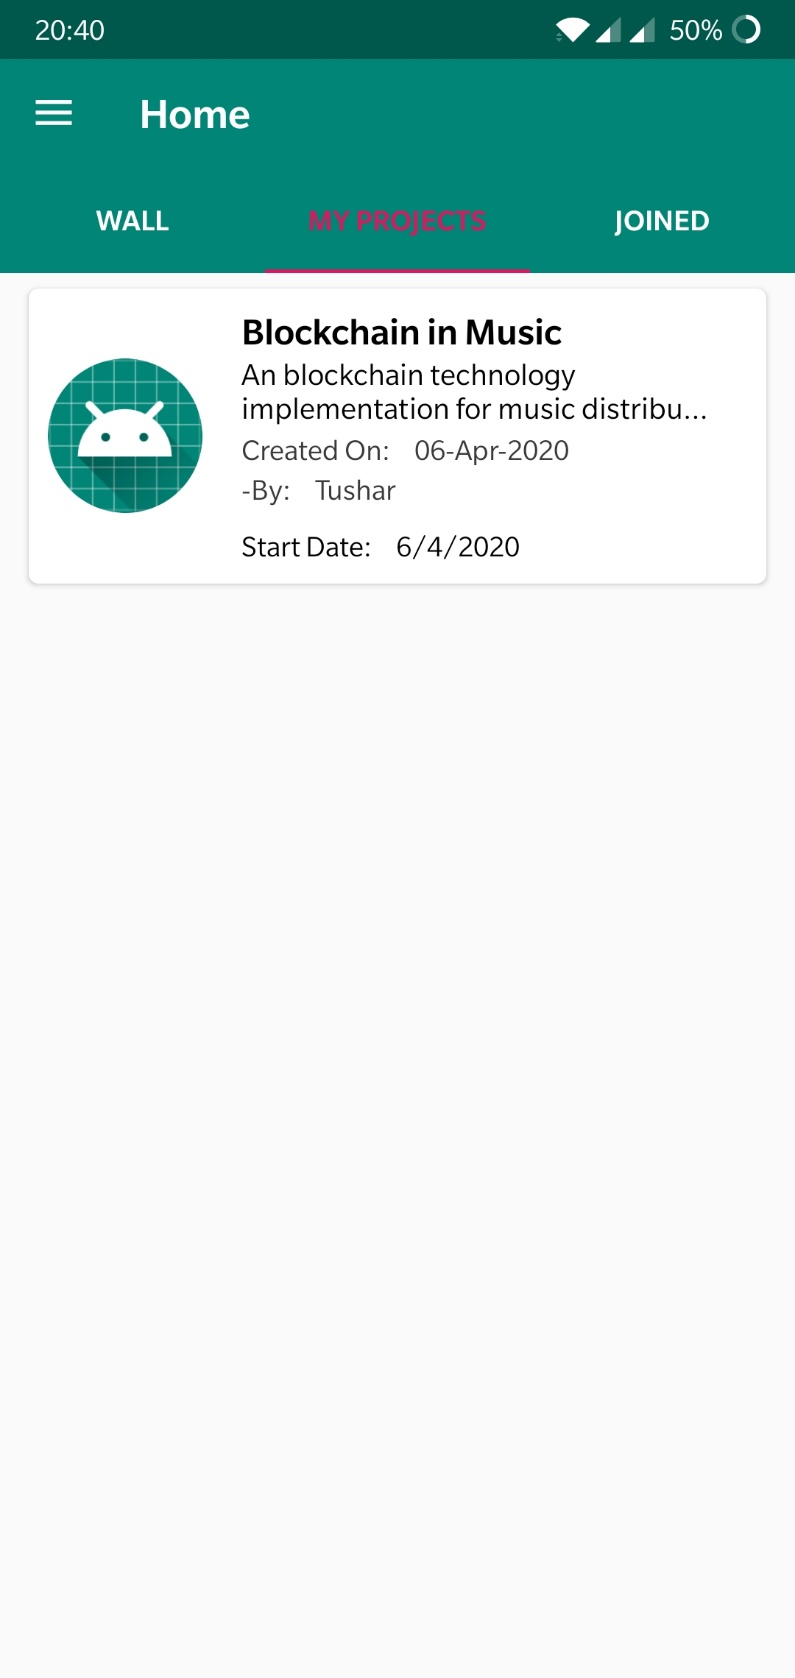 20:40
50%
Home
WALL
MY PROJECTS
JOINED
Blockchain in Music
An blockchain technology
implementation for music distribu...
Created On: 06-Apr-2020
-By: Tushar
Start Date: 6/4/2020